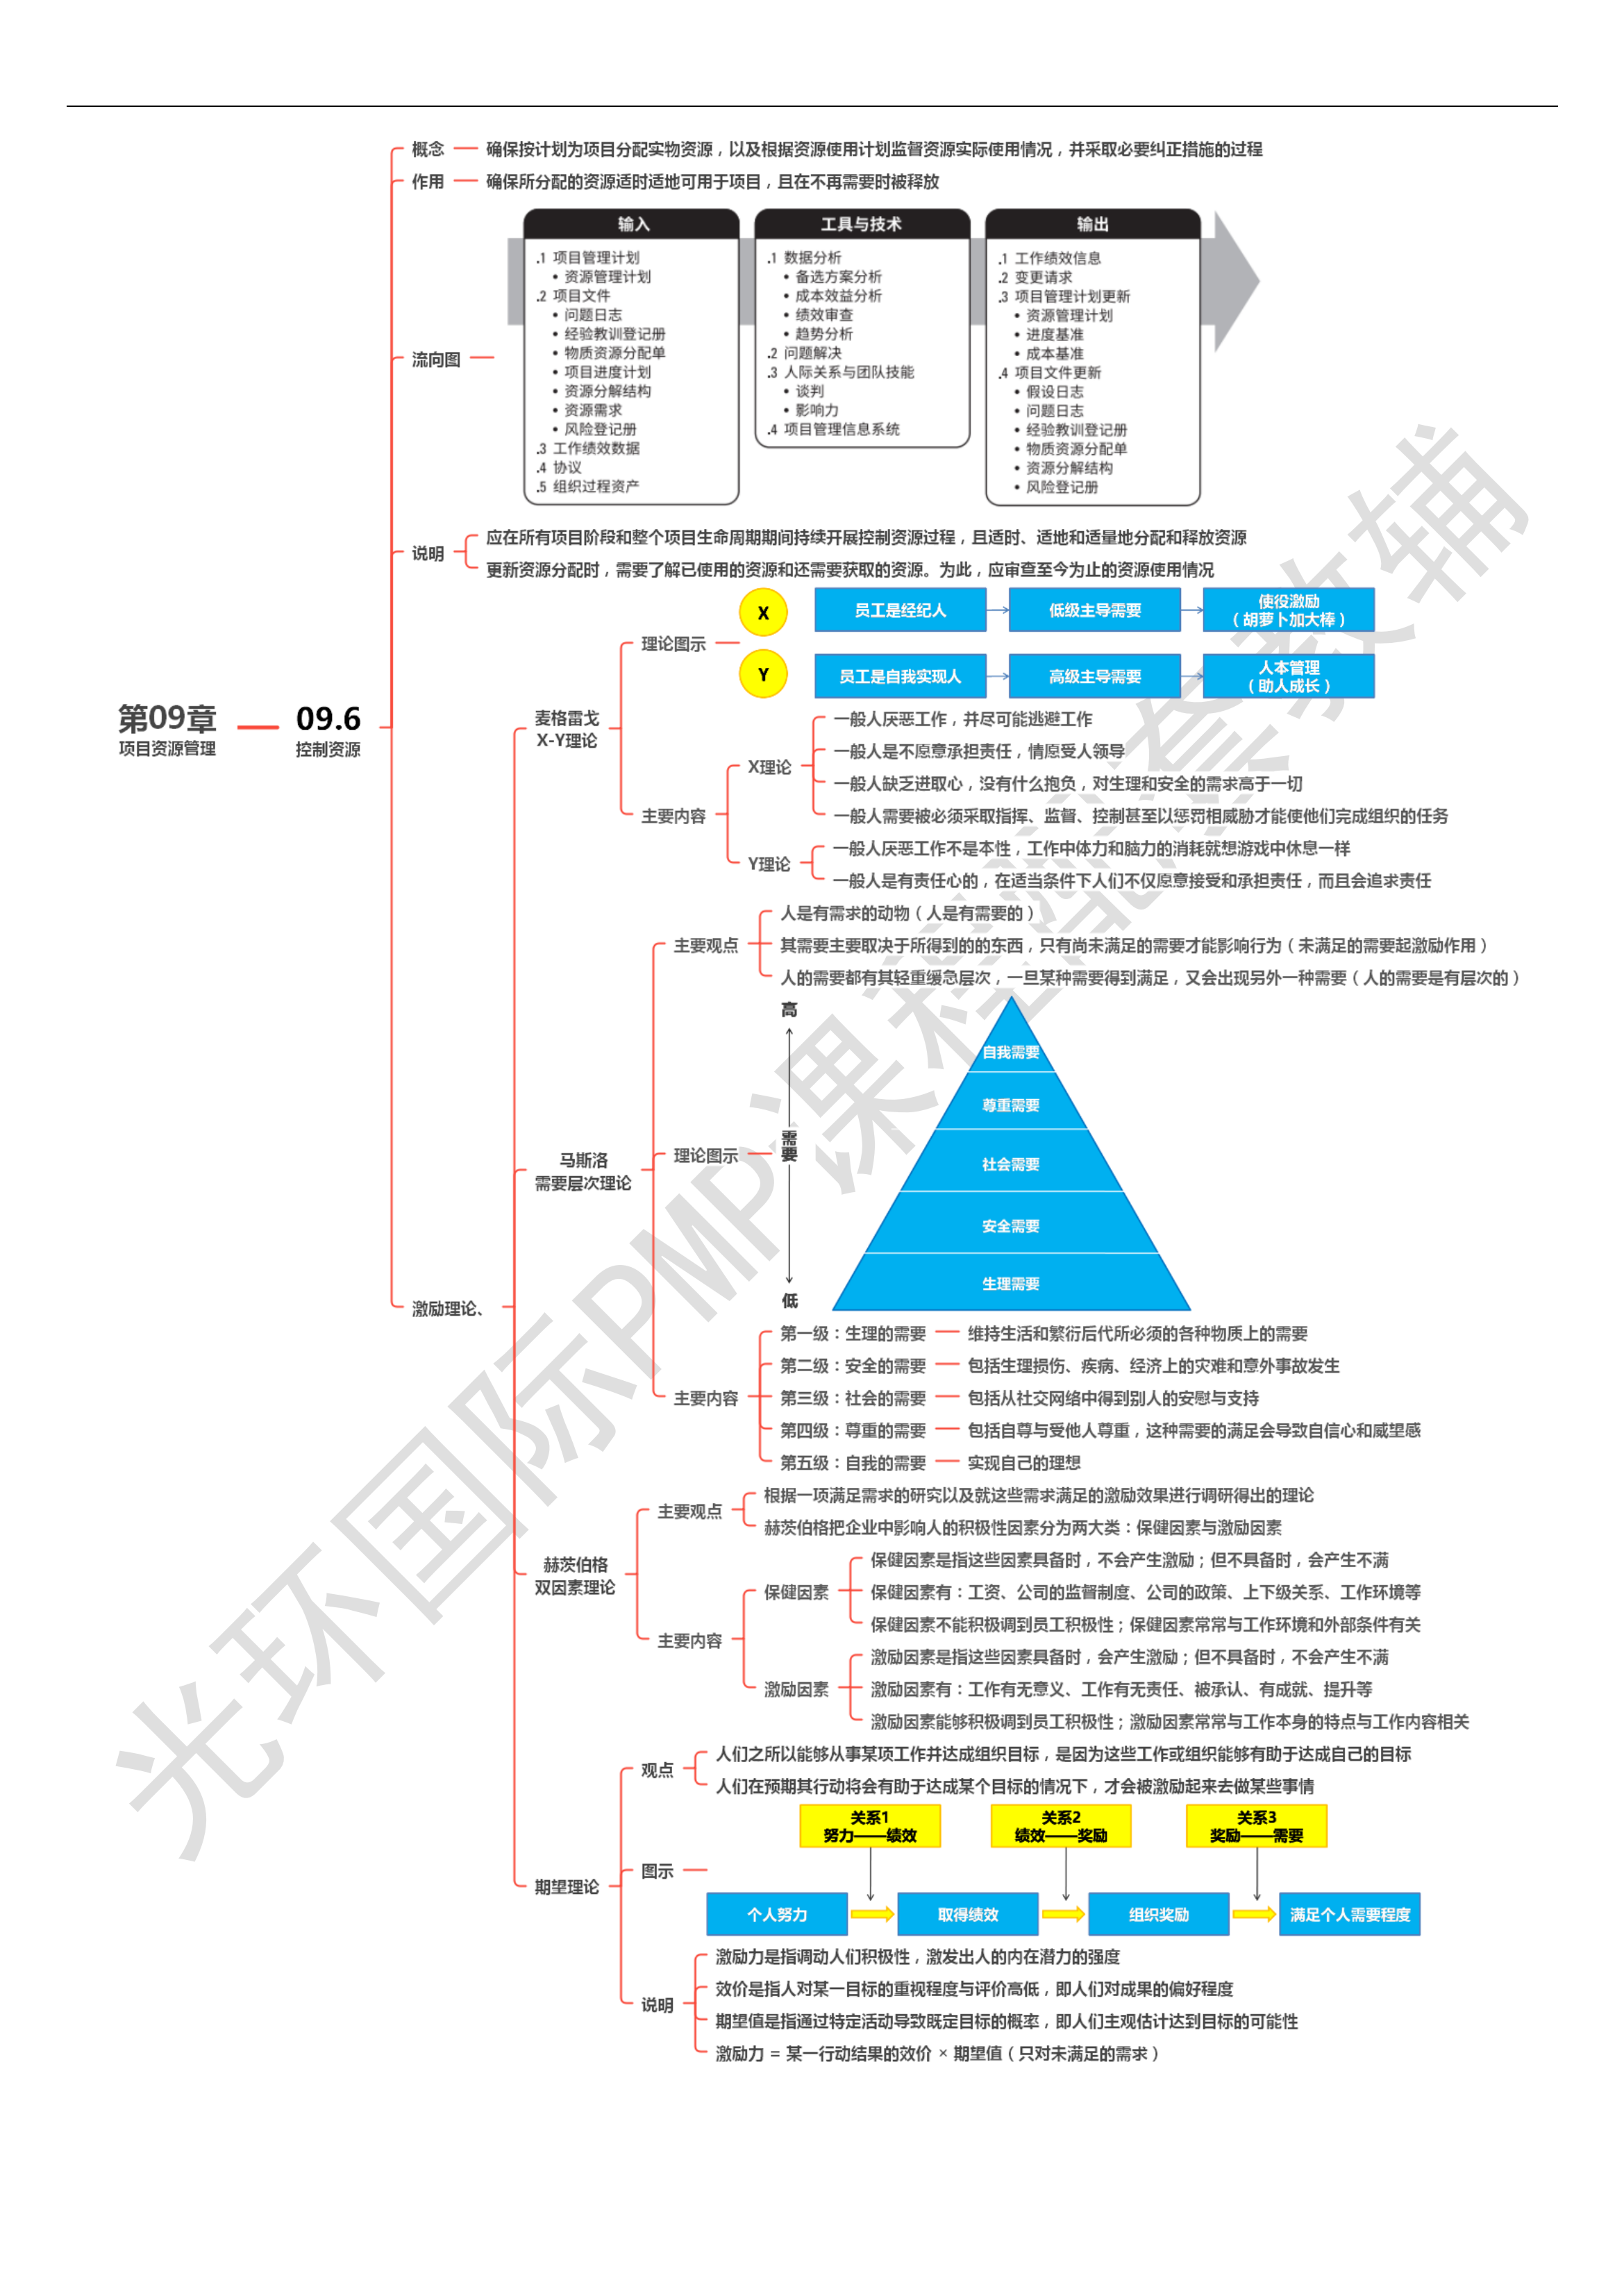 概念
确保按计划为项目分配实物资源，以及根据资源使用计划监督资源实际使用情况，并采取必要纠正措施的过程
作用
确保所分配的资源适时适地可用于项目，且在不再需要时被释放
流向图
输入
.1 项目管理计划
• 资源管理计划
.2 项目文件
• 问题日志
• 经验教训登记册
• 物质资源分配单
• 项目进度计划
• 资源分解结构
• 资源需求
• 风险登记册
.3 工作绩效数据
.4 协议
.5 组织过程资产
工具与技术
.1 数据分析
• 备选方案分析
• 成本效益分析
• 绩效审查
• 趋势分析
.2 问题解决
.3 人际关系与团队技能
• 谈判
• 影响力
.4 项目管理信息系统
输出
.1 工作绩效信息
.2 变更请求
.3 项目管理计划更新
• 资源管理计划
• 进度基准
• 成本基准
.4 项目文件更新
• 假设日志
• 问题日志
• 经验教训登记册
• 物质资源分配单
• 资源分解结构
• 风险登记册
说明
应在所有项目阶段和整个项目生命周期期间持续开展控制资源过程，且适时、适地和适量地分配和释放资源
更新资源分配时，需要了解已使用的资源和还需要获取的资源。为此，应审查至今为止的资源使用情况
第09章
项目资源管理
09.6
控制资源
激励理论、
麦格雷戈
X-Y理论
理论图示
X
员工是经纪人
低级主导需要
使役激励
（胡萝卜加大棒）
Y
员工是自我实现人
高级主导需要
人本管理
（助人成长）
主要内容
X理论
一般人厌恶工作，并尽可能逃避工作
一般人是不愿意承担责任，情愿受人领导
一般人缺乏进取心，没有什么抱负，对生理和安全的需求高于一切
一般人需要被必须采取指挥、监督、控制甚至以惩罚相威胁才能使他们完成组织的任务
Y理论
一般人厌恶工作不是本性，工作中体力和脑力的消耗就想游戏中休息一样
一般人是有责任心的，在适当条件下人们不仅愿意接受和承担责任，而且会追求责任
马斯洛
需要层次理论
主要观点
人是有需求的动物（人是有需要的）
其需要主要取决于所得到的的东西，只有尚未满足的需要才能影响行为（未满足的需要起激励作用）
人的需要都有其轻重缓急层次，一旦某种需要得到满足，又会出现另外一种需要（人的需要是有层次的）
理论图示
高
需要
低
自我需要
尊重需要
社会需要
安全需要
生理需要
主要内容
第一级：生理的需要
维持生活和繁衍后代所必须的各种物质上的需要
第二级：安全的需要
包括生理损伤、疾病、经济上的灾难和意外事故发生
第三级：社会的需要
包括从社交网络中得到别人的安慰与支持
第四级：尊重的需要
包括自尊与受他人尊重，这种需要的满足会导致自信心和威望感
第五级：自我的需要
实现自己的理想
赫茨伯格
双因素理论
主要观点
根据一项满足需求的研究以及就这些需求满足的激励效果进行调研得出的理论
赫茨伯格把企业中影响人的积极性因素分为两大类：保健因素与激励因素
主要内容
保健因素
保健因素是指这些因素具备时，不会产生激励；但不具备时，会产生不满
保健因素有：工资、公司的监督制度、公司的政策、上下级关系、工作环境等
保健因素不能积极调到员工积极性；保健因素常常与工作环境和外部条件有关
激励因素
激励因素是指这些因素具备时，会产生激励；但不具备时，不会产生不满
激励因素有：工作有无意义、工作有无责任、被承认、有成就、提升等
激励因素能够积极调到员工积极性；激励因素常常与工作本身的特点与工作内容相关
期望理论
观点
人们之所以能够从事某项工作并达成组织目标，是因为这些工作或组织能够有助于达成自己的目标
人们在预期其行动将会有助于达成某个目标的情况下，才会被激励起来去做某些事情
图示
关系1
努力——绩效
关系2
绩效——奖励
关系3
奖励——需要
个人努力
取得绩效
组织奖励
满足个人需要程度
说明
激励力是指调动人们积极性，激发出人的内在潜力的强度
效价是指人对某一目标的重视程度与评价高低，即人们对成果的偏好程度
期望值是指通过特定活动导致既定目标的概率，即人们主观估计达到目标的可能性
激励力 = 某一行动结果的效价 × 期望值（只对未满足的需求）
光环国际PMP课程配套教辅